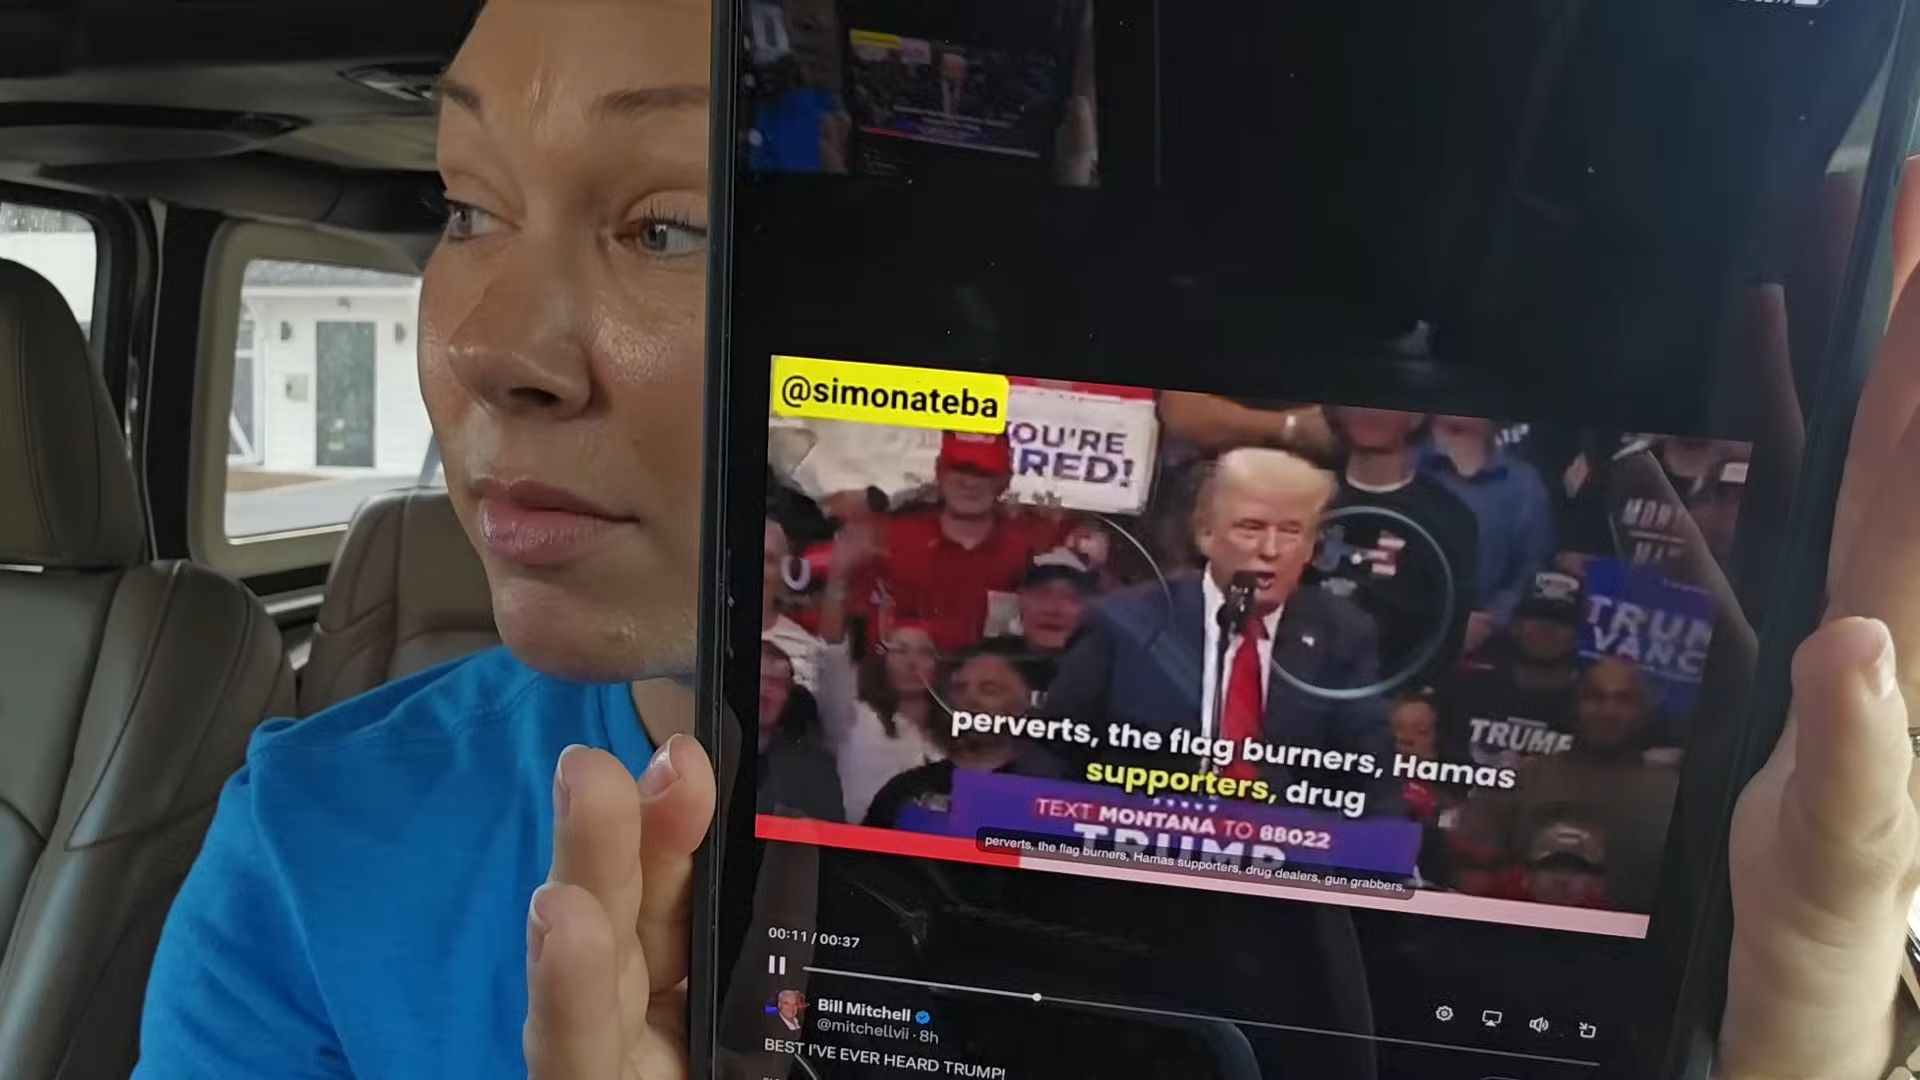 @simonateba
YOU'RE
IRED!
TRUMP
VANC
TRUMP
perverts, the flag burners, Hamas
supporters, drug
TEXT MONTANA TO 88022
TRUMP
perverts, the flag burners, Hamas supporters, drug dealers, gun grabbers,
00:11 / 00:37
Bill Mitchell
@mitchellvii · 8h
BEST I'VE EVER HEARD TRUMP!